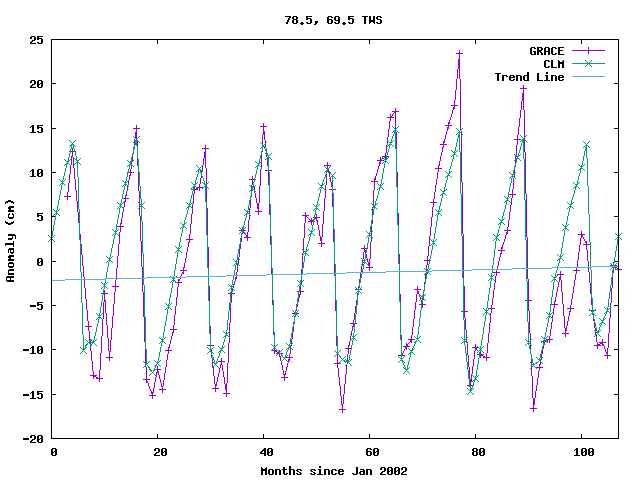 78.5, 69.5 TWS
GRACE
CLM
Trend Line
25
20
15
10
5
0
-5
-10
-15
-20
Anomaly (cm)
0 20 40 60 80 100
Months since Jan 2002